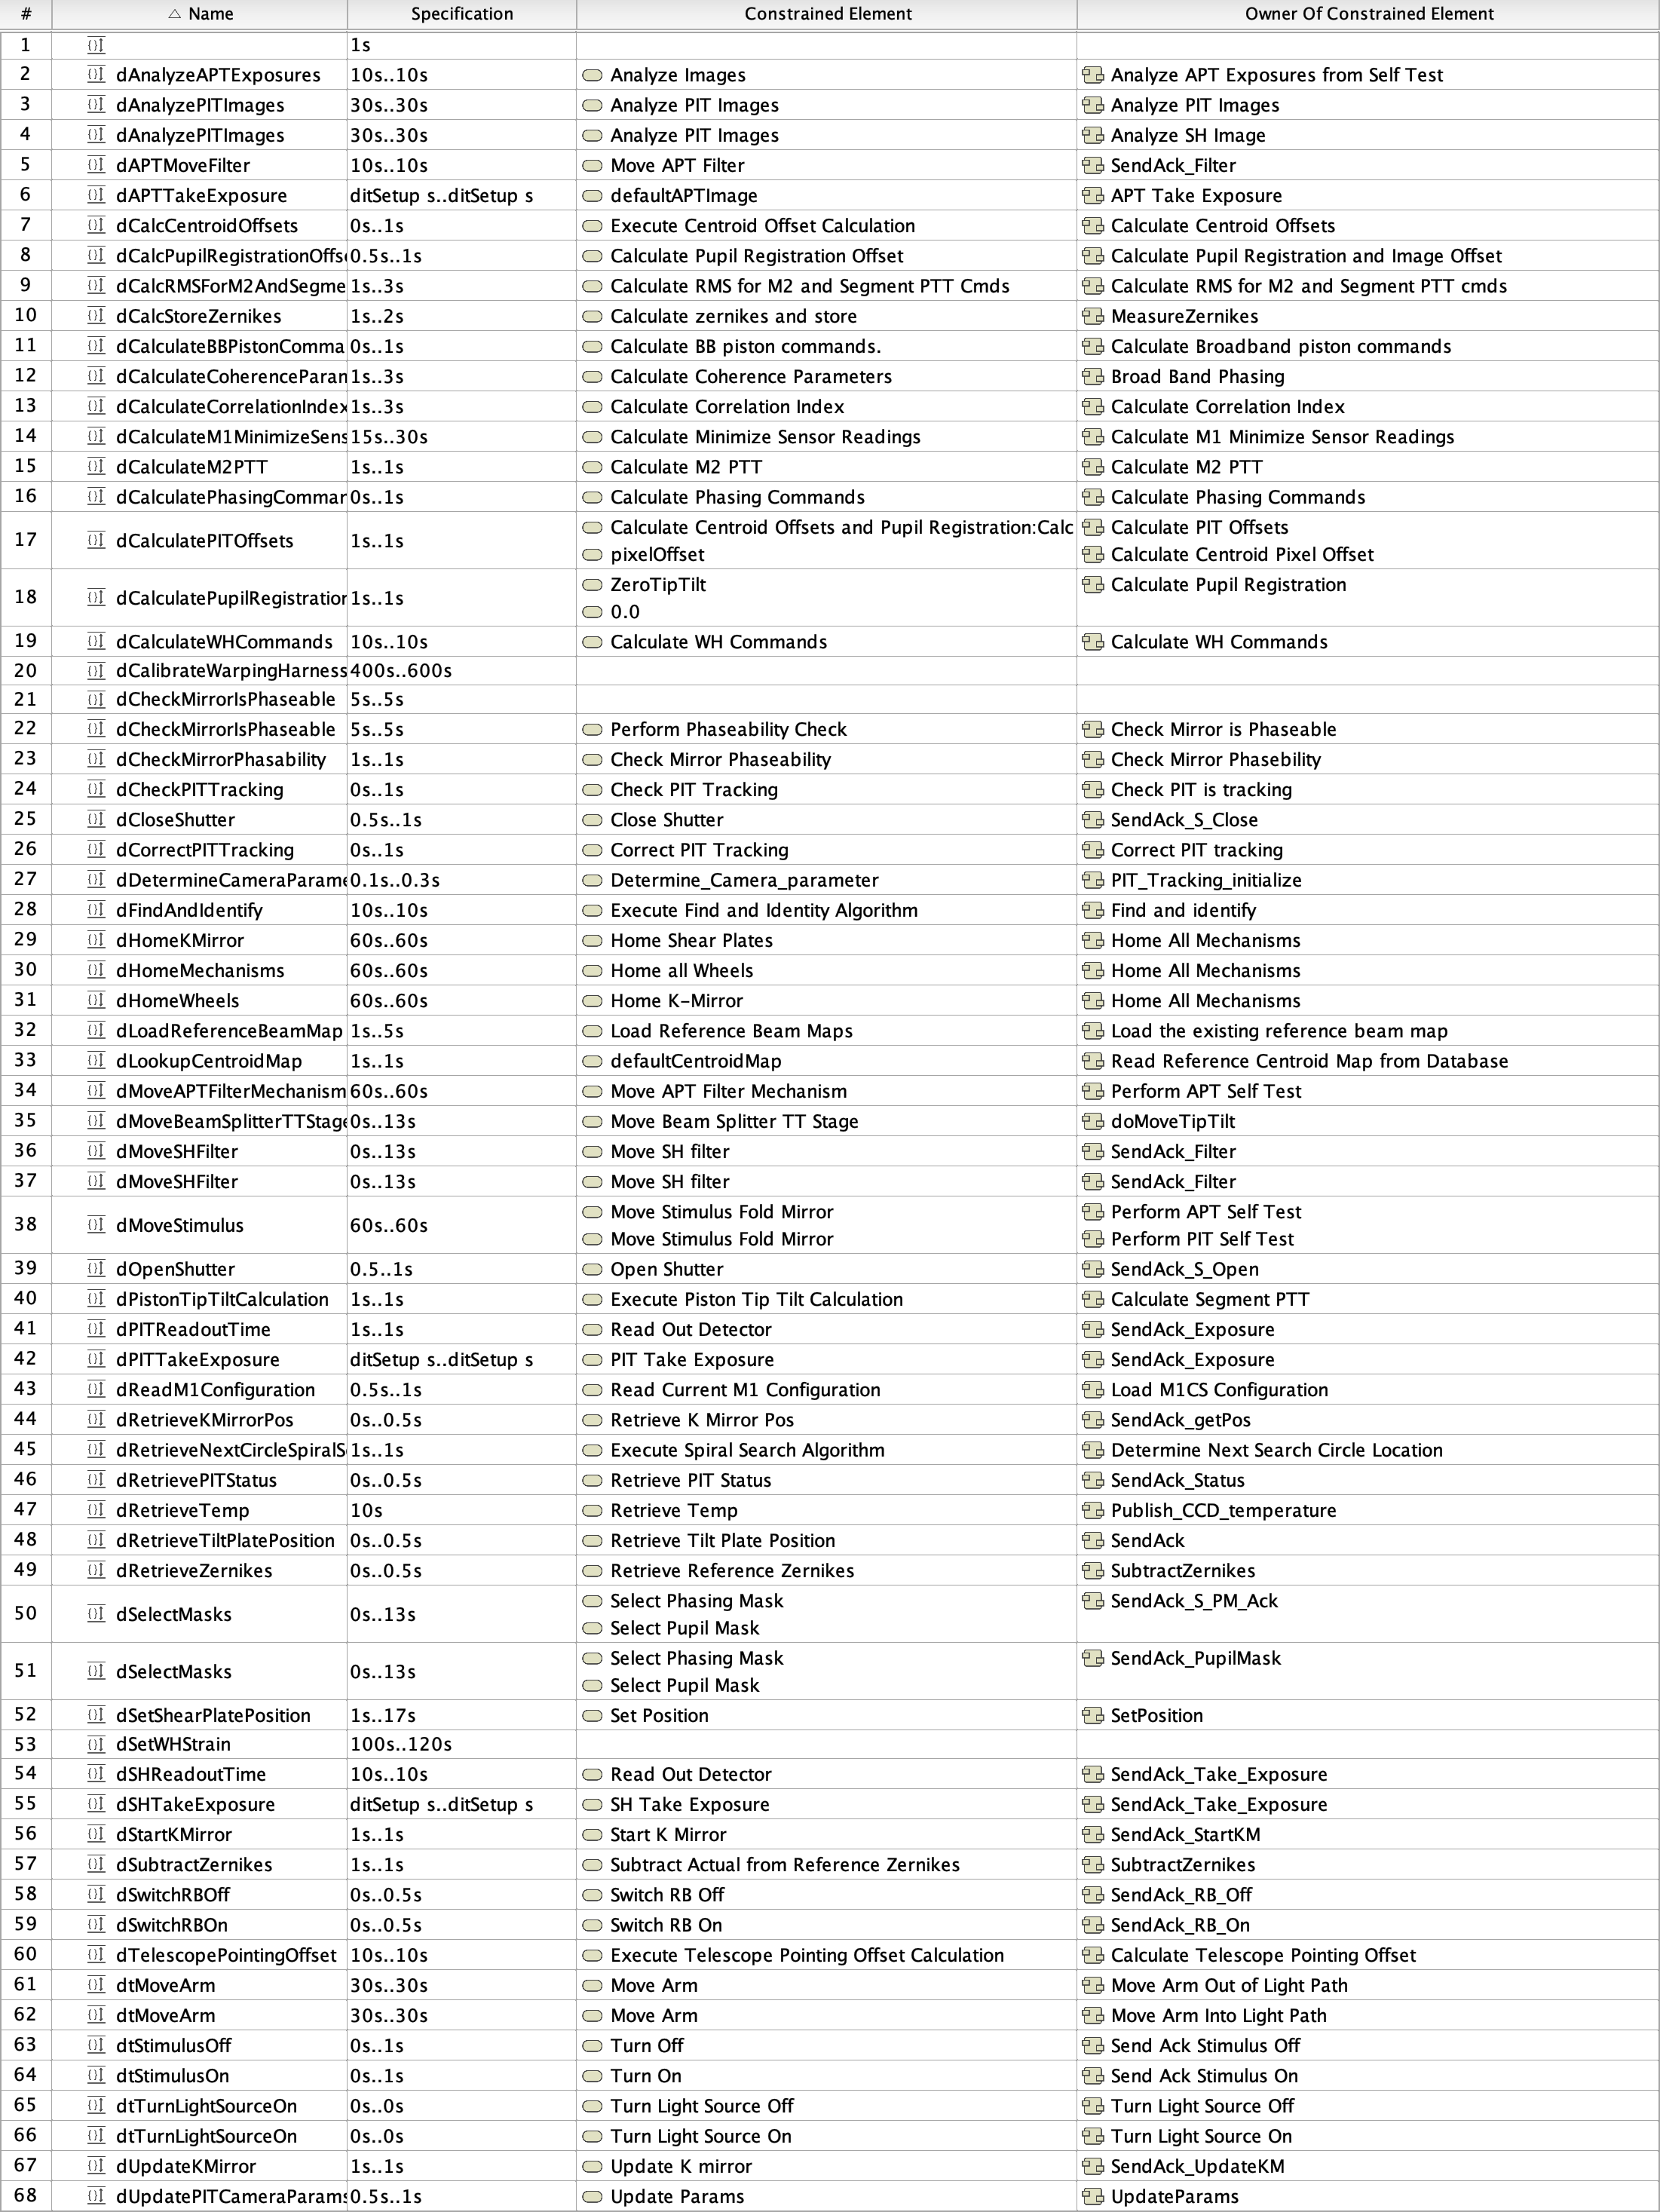 # Name Specification Constrained Element Owner Of Constrained Element
1 1s
2 dAnalyzeAPTExposures 10s..10s Analyze Images Analyze APT Exposures from Self Test
3 dAnalyzePITImages 30s..30s Analyze PIT Images Analyze PIT Images
4 dAnalyzePITImages 30s..30s Analyze PIT Images Analyze SH Image
5 dAPTMoveFilter 10s..10s Move APT Filter SendAck_Filter
6 dAPTTakeExposure ditSetup s..ditSetup s defaultAPTImage APT Take Exposure
7 dCalcCentroidOffsets 0s..1s Execute Centroid Offset Calculation Calculate Centroid Offsets
8 dCalcPupilRegistrationOffs 0.5s..1s Calculate Pupil Registration Offset Calculate Pupil Registration and Image Offset
9 dCalcRMSForM2AndSegme 1s..3s Calculate RMS for M2 and Segment PTT Cmds Calculate RMS for M2 and Segment PTT cmds
10 dCalcStoreZernikes 1s..2s Calculate zernikes and store MeasureZernikes
11 dCalculateBBPistonComma 0s..1s Calculate BB piston commands. Calculate Broadband piston commands
12 dCalculateCoherenceParan 1s..3s Calculate Coherence Parameters Broad Band Phasing
13 dCalculateCorrelationIndex 1s..3s Calculate Correlation Index Calculate Correlation Index
14 dCalculateM1MinimizeSens 15s..30s Calculate Minimize Sensor Readings Calculate M1 Minimize Sensor Readings
15 dCalculateM2PTT 1s..1s Calculate M2 PTT Calculate M2 PTT
16 dCalculatePhasingCommar 0s..1s Calculate Phasing Commands Calculate Phasing Commands
17 dCalculatePITOffsets 1s..1s Calculate Centroid Offsets and Pupil Registration:Calc Calculate PIT Offsets
pixelOffset Calculate Centroid Pixel Offset
18 dCalculatePupilRegistration 1s..1s ZeroTipTilt Calculate Pupil Registration
0.0
19 dCalculateWHCommands 10s..10s Calculate WH Commands Calculate WH Commands
20 dCalibrateWarpingHarness 400s..600s
21 dCheckMirrorIsPhaseable 5s..5s
22 dCheckMirrorIsPhaseable 5s..5s Perform Phaseability Check Check Mirror is Phaseable
23 dCheckMirrorPhasability 1s..1s Check Mirror Phaseability Check Mirror Phasebility
24 dCheckPITTracking 0s..1s Check PIT Tracking Check PIT is tracking
25 dCloseShutter 0.5s..1s Close Shutter SendAck_S_Close
26 dCorrectPITTracking 0s..1s Correct PIT Tracking Correct PIT tracking
27 dDetermineCameraParame 0.1s..0.3s Determine_Camera_parameter PIT_Tracking_initialize
28 dFindAndIdentify 10s..10s Execute Find and Identity Algorithm Find and identify
29 dHomeKMirror 60s..60s Home Shear Plates Home All Mechanisms
30 dHomeMechanisms 60s..60s Home all Wheels Home All Mechanisms
31 dHomeWheels 60s..60s Home K-Mirror Home All Mechanisms
32 dLoadReferenceBeamMap 1s..5s Load Reference Beam Maps Load the existing reference beam map
33 dLookupCentroidMap 1s..1s defaultCentroidMap Read Reference Centroid Map from Database
34 dMoveAPTFilterMechanism 60s..60s Move APT Filter Mechanism Perform APT Self Test
35 dMoveBeamSplitterTTStage 0s..13s Move Beam Splitter TT Stage doMoveTipTilt
36 dMoveSHFilter 0s..13s Move SH filter SendAck_Filter
37 dMoveSHFilter 0s..13s Move SH filter SendAck_Filter
38 dMoveStimulus 60s..60s Move Stimulus Fold Mirror Perform APT Self Test
Move Stimulus Fold Mirror Perform PIT Self Test
39 dOpenShutter 0.5..1s Open Shutter SendAck_S_Open
40 dPistonTipTiltCalculation 1s..1s Execute Piston Tip Tilt Calculation Calculate Segment PTT
41 dPITReadoutTime 1s..1s Read Out Detector SendAck_Exposure
42 dPITTakeExposure ditSetup s..ditSetup s PIT Take Exposure SendAck_Exposure
43 dReadM1Configuration 0.5s..1s Read Current M1 Configuration Load M1CS Configuration
44 dRetrieveKMirrorPos 0s..0.5s Retrieve K Mirror Pos SendAck_getPos
45 dRetrieveNextCircleSpiralS 1s..1s Execute Spiral Search Algorithm Determine Next Search Circle Location
46 dRetrievePITStatus 0s..0.5s Retrieve PIT Status SendAck_Status
47 dRetrieveTemp 10s Retrieve Temp Publish_CCD_temperature
48 dRetrieveTiltPlatePosition 0s..0.5s Retrieve Tilt Plate Position SendAck
49 dRetrieveZernikes 0s..0.5s Retrieve Reference Zernikes SubtractZernikes
50 dSelectMasks 0s..13s Select Phasing Mask SendAck_S_PM_Ack
Select Pupil Mask
51 dSelectMasks 0s..13s Select Phasing Mask SendAck_PupilMask
Select Pupil Mask
52 dSetShearPlatePosition 1s..17s Set Position SetPosition
53 dSetWHStrain 100s..120s
54 dSHReadoutTime 10s..10s Read Out Detector SendAck_Take_Exposure
55 dSHTakeExposure ditSetup s..ditSetup s SH Take Exposure SendAck_Take_Exposure
56 dStartKMirror 1s..1s Start K Mirror SendAck_StartKM
57 dSubtractZernikes 1s..1s Subtract Actual from Reference Zernikes SubtractZernikes
58 dSwitchRBOff 0s..0.5s Switch RB Off SendAck_RB_Off
59 dSwitchRBOn 0s..0.5s Switch RB On SendAck_RB_On
60 dTelescopePointingOffset 10s..10s Execute Telescope Pointing Offset Calculation Calculate Telescope Pointing Offset
61 dtMoveArm 30s..30s Move Arm Move Arm Out of Light Path
62 dtMoveArm 30s..30s Move Arm Move Arm Into Light Path
63 dtStimulusOff 0s..1s Turn Off Send Ack Stimulus Off
64 dtStimulusOn 0s..1s Turn On Send Ack Stimulus On
65 dtTurnLightSourceOn 0s..0s Turn Light Source Off Turn Light Source Off
66 dtTurnLightSourceOn 0s..0s Turn Light Source On Turn Light Source On
67 dUpdateKMirror 1s..1s Update K mirror SendAck_UpdateKM
68 dUpdatePITCameraParams 0.5s..1s Update Params UpdateParams